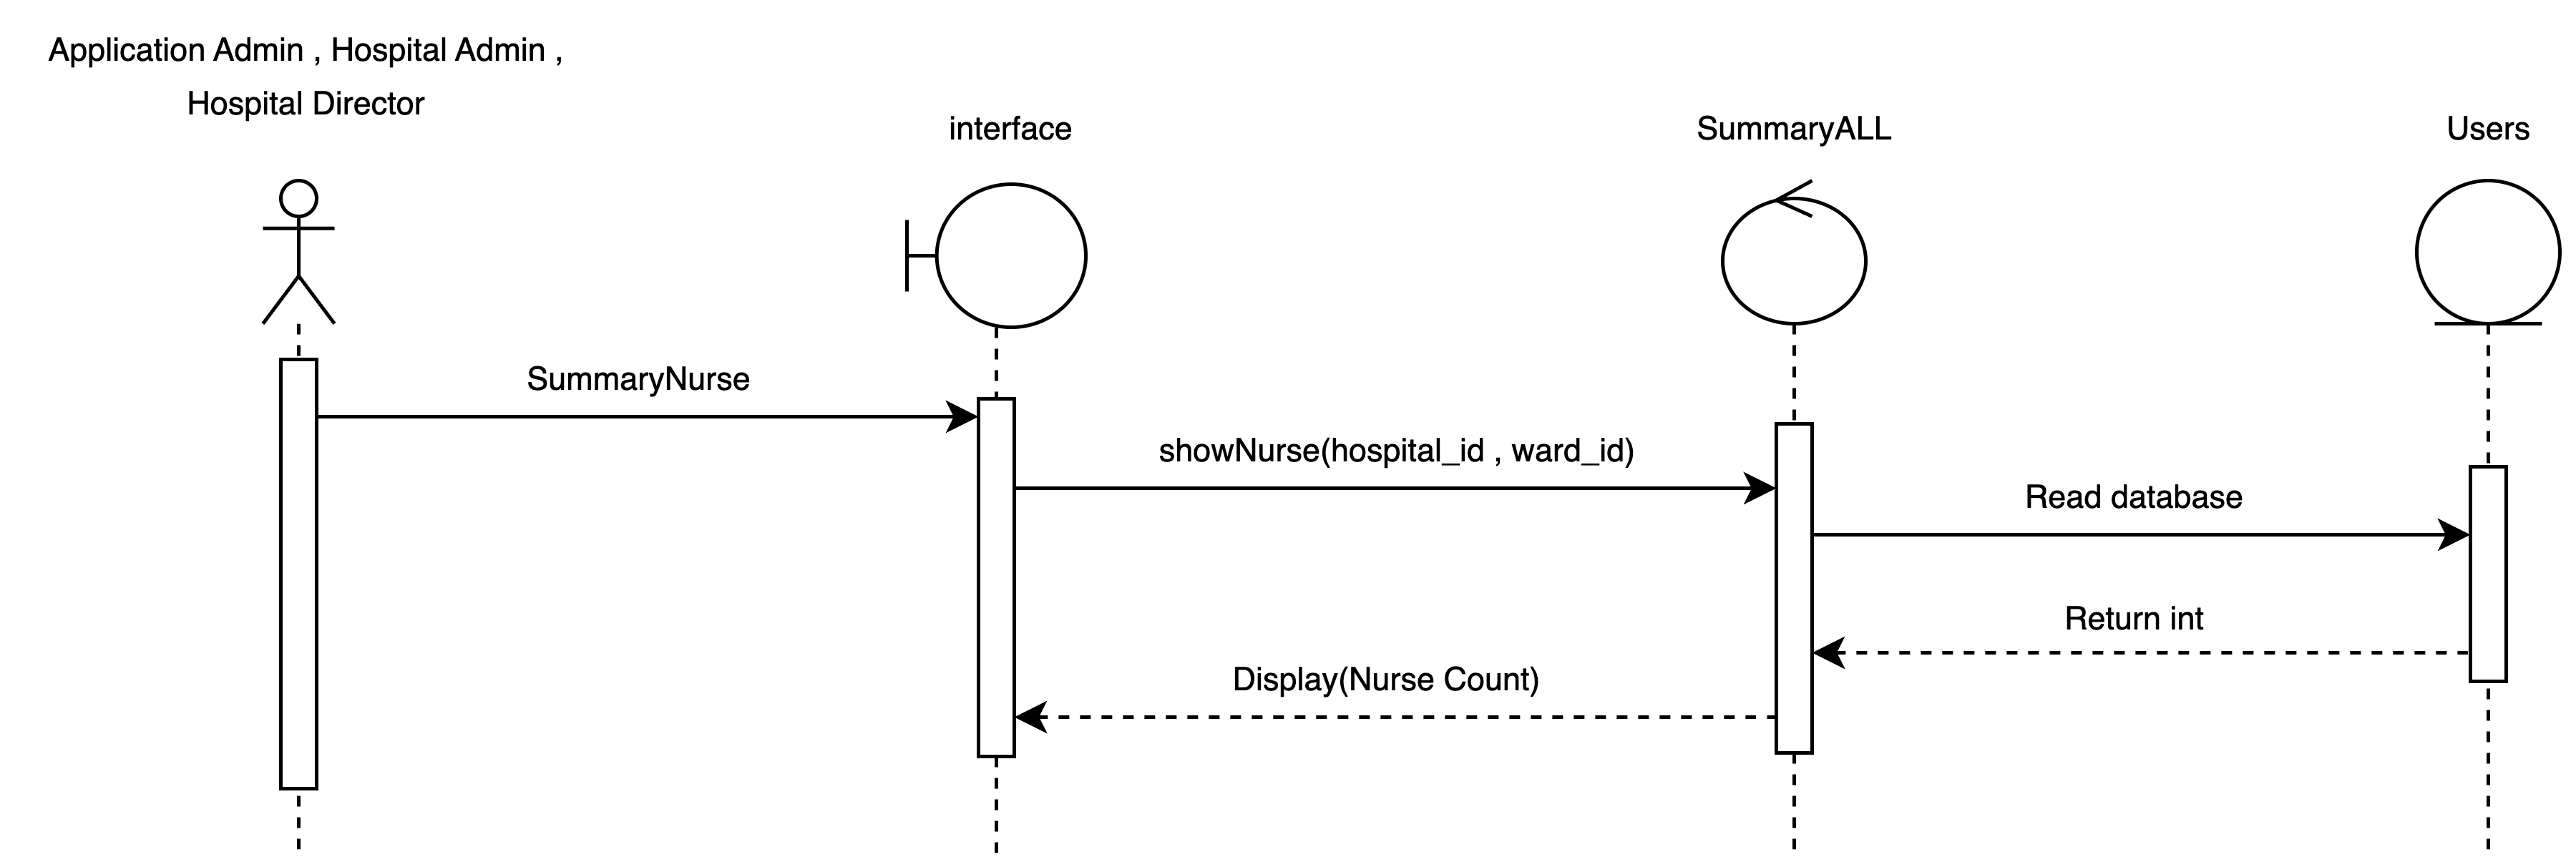 Application Admin , Hospital Admin ,
Hospital Director
interface
SummaryALL
Users
SummaryNurse
showNurse(hospital_id , ward_id)
Read database
Return int
Display(Nurse Count)